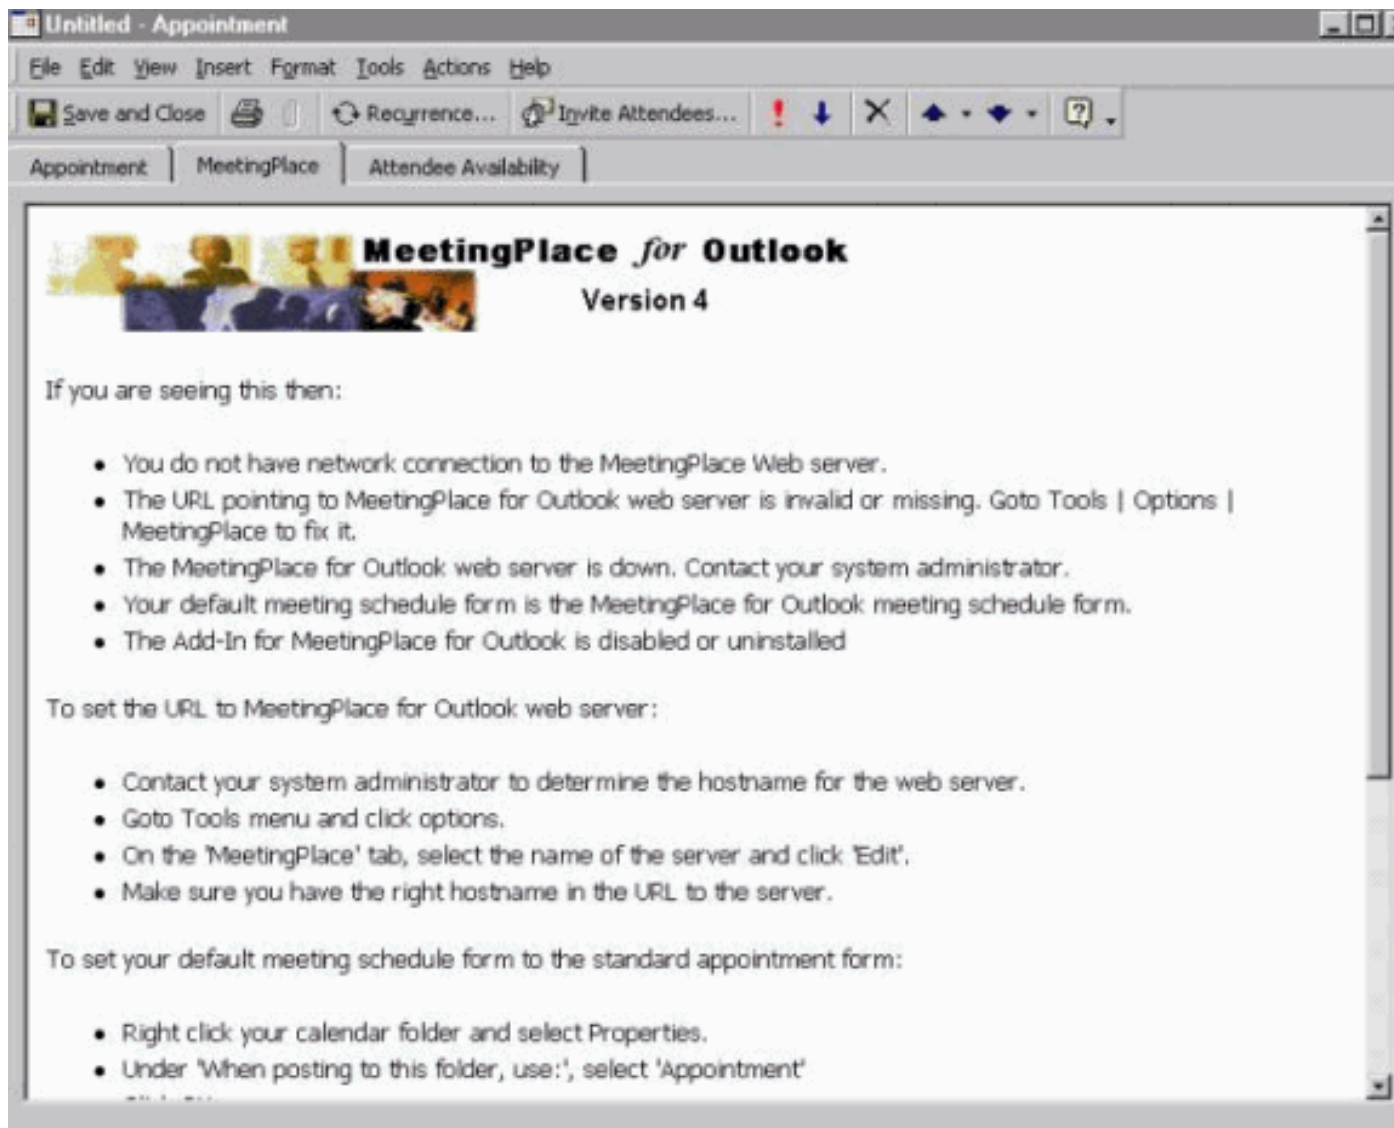 Untitled - Appointment
File Edit View Insert Format Tools Actions Help
Save and Close Recurrence... Invite Attendees...
Appointment MeetingPlace Attendee Availability
MeetingPlace for Outlook
Version 4
If you are seeing this then:
• You do not have network connection to the MeetingPlace Web server.
• The URL pointing to MeetingPlace for Outlook web server is invalid or missing. Goto Tools | Options |
MeetingPlace to fix it.
• The MeetingPlace for Outlook web server is down. Contact your system administrator.
• Your default meeting schedule form is the MeetingPlace for Outlook meeting schedule form.
• The Add-In for MeetingPlace for Outlook is disabled or uninstalled
To set the URL to MeetingPlace for Outlook web server:
• Contact your system administrator to determine the hostname for the web server.
• Goto Tools menu and click options.
• On the 'MeetingPlace' tab, select the name of the server and click 'Edit'.
• Make sure you have the right hostname in the URL to the server.
To set your default meeting schedule form to the standard appointment form:
• Right click your calendar folder and select Properties.
• Under 'When posting to this folder, use:', select 'Appointment'